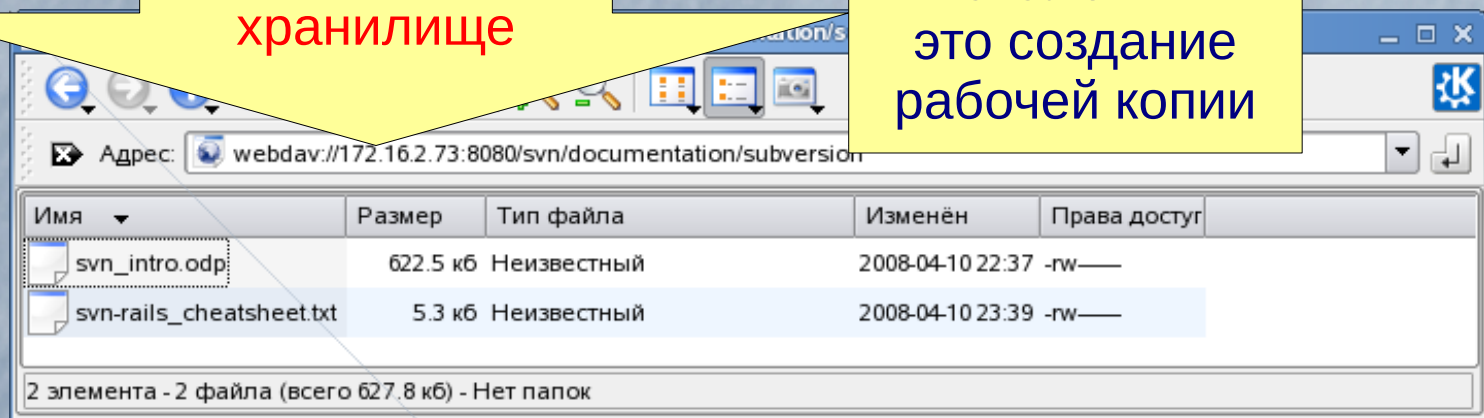 хранилище
это создание
рабочей копии
Адрес: webdav://172.16.2.73:8080/svn/documentation/subversion
Имя Размер Тип файла Изменён Права
svn_intro.odp 622.5 кб Неизвестный 2008-04-10 22:37 -rw——
svn-rails_cheatsheet.txt 5.3 кб Неизвестный 2008-04-10 23:39 -rw——
2 элемента - 2 файла (всего 627.8 кб) - Нет папок